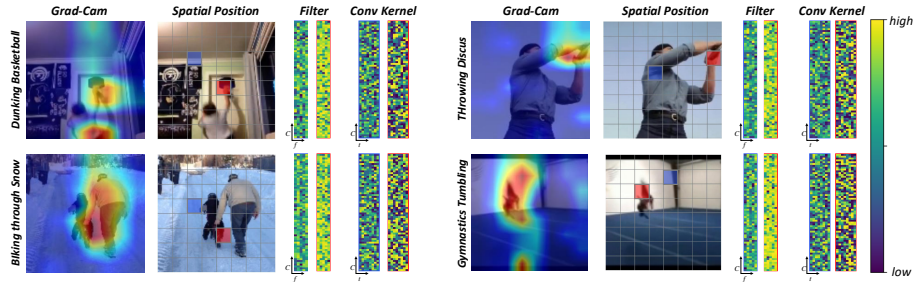 Grad-Cam Spatial Position Filter Conv Kernel Grad-Cam Spatial Position Filter Conv Kernel
high
Dunking Basketball
THrowing Discus
C
f
C
t
C
f
C
t
Biking through Snow
Gymnastics Tumbling
C
f
C
t
C
f
C
t
low